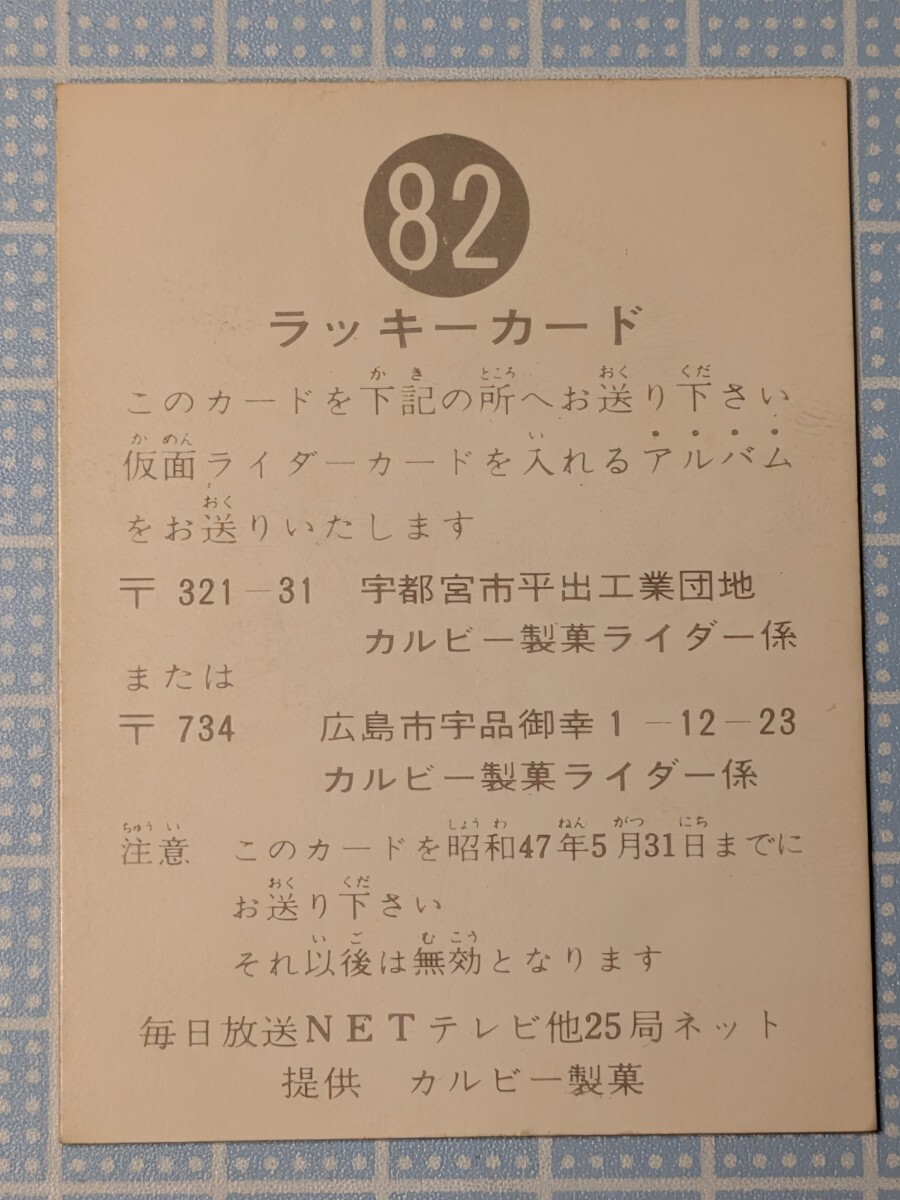 82
ラッキーカード
このカードを下記の所へお送り下さい
仮面ライダーカードを入れるアルバム
をお送りいたします
〒 321-31 宇都宮市平出工業団地
カルビー製菓ライダー係
または
〒 734 広島市宇品御幸1-12-23
カルビー製菓ライダー係
注意 このカードを昭和47年5月31日までに
お送り下さい
それ以後は無効となります
毎日放送NETテレビ他25局ネット
提供 カルビー製菓